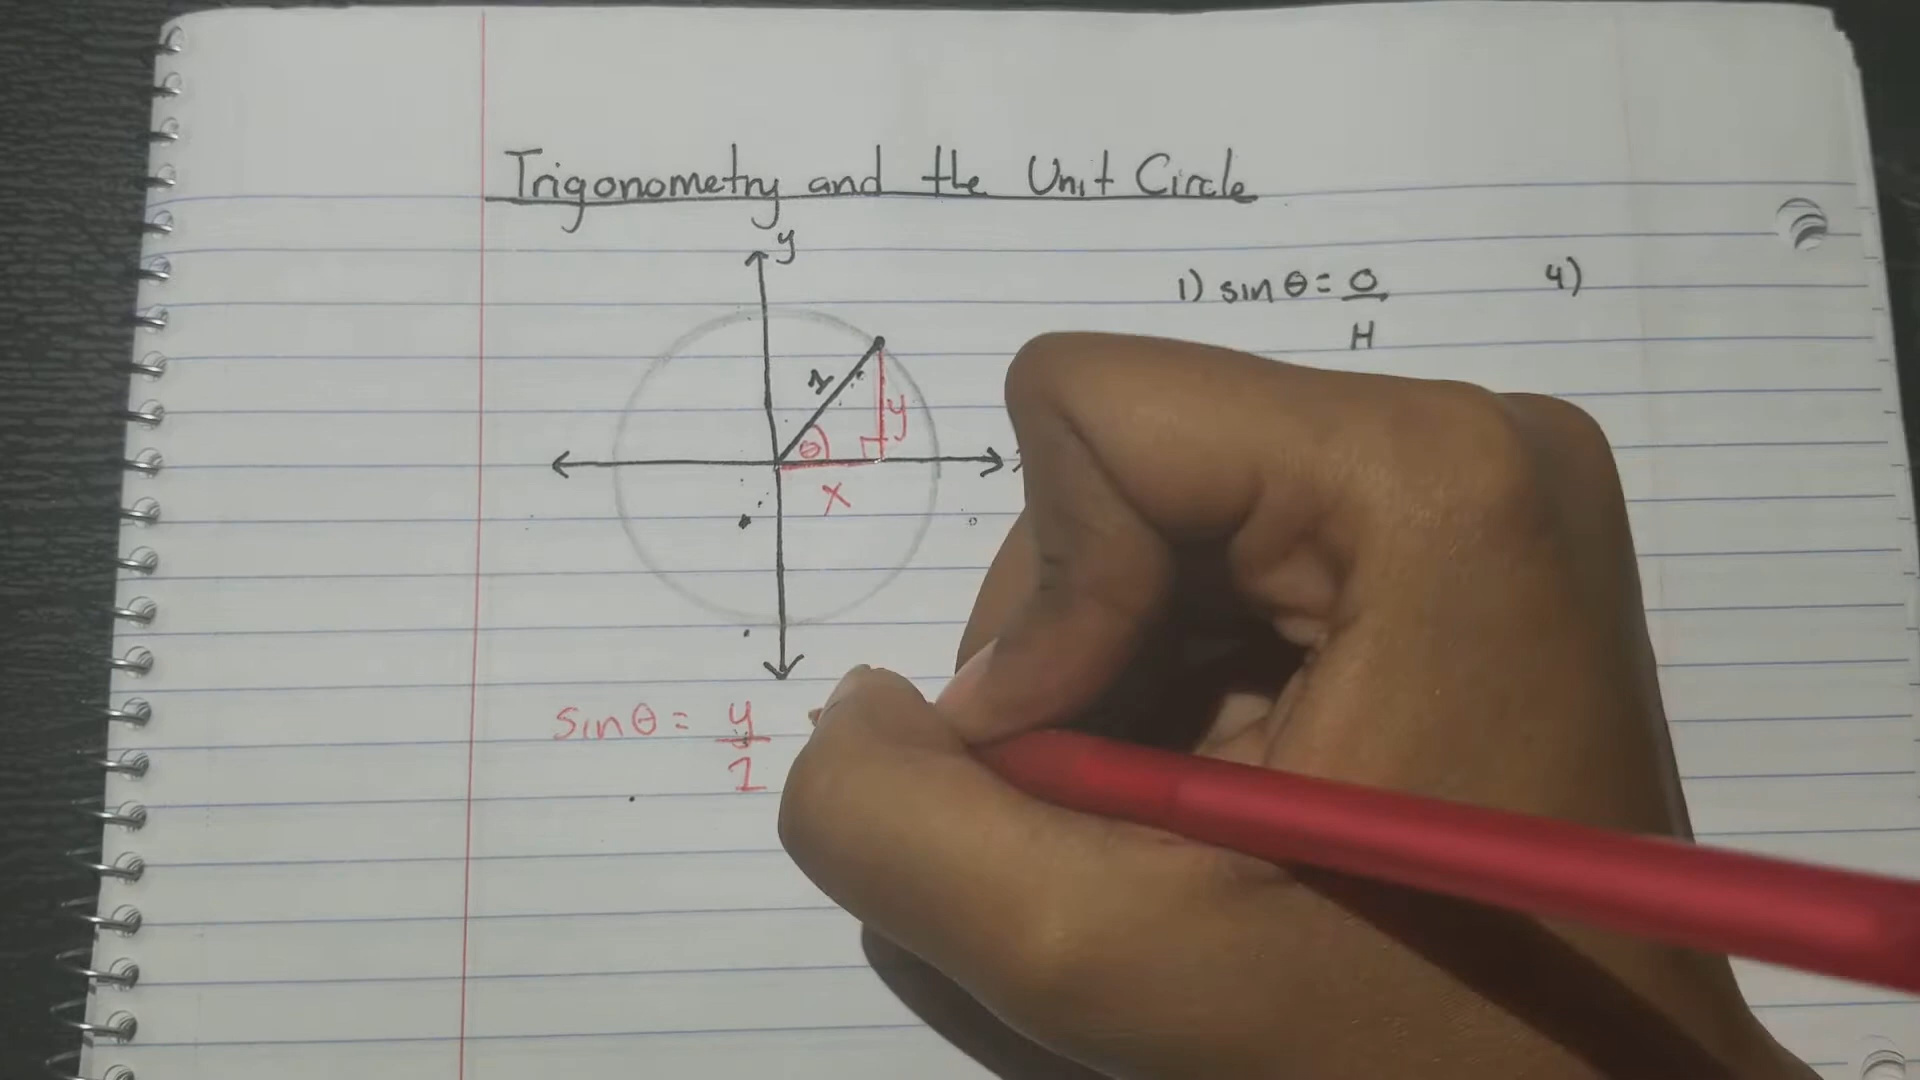 Trigonometry and the Unit Circle
y
1) sin θ = O/H
4)
1
y
θ
x
sin θ = y/1